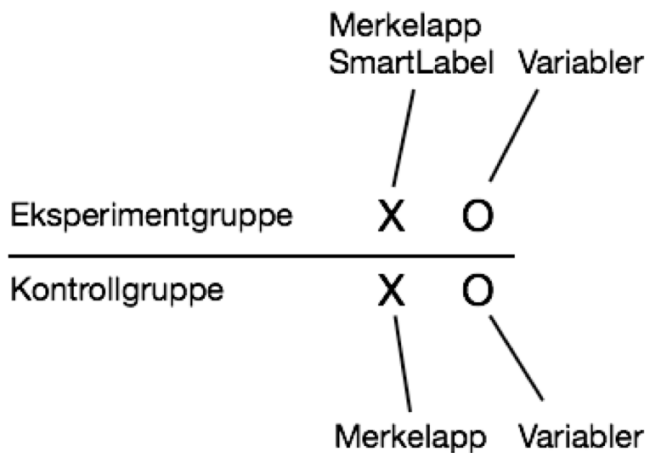 Merkelapp
SmartLabel Variabler
Eksperimentgruppe X O
Kontrollgruppe X O
Merkelapp Variabler